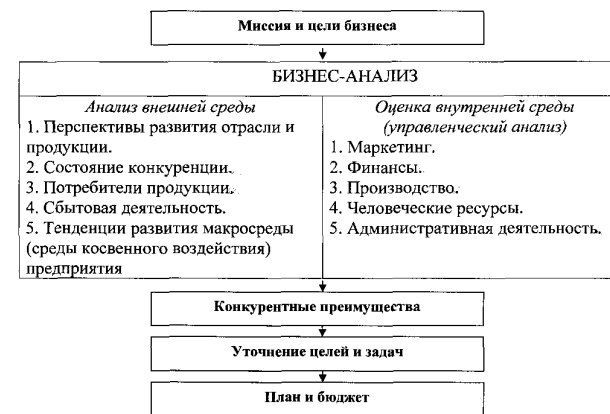 Миссия и цели бизнеса
БИЗНЕС-АНАЛИЗ
Анализ внешней среды
1. Перспективы развития отрасли и
продукции.
2. Состояние конкуренции.
3. Потребители продукции.
4. Сбытовая деятельность.
5. Тенденции развития макросреды
(среды косвенного воздействия)
предприятия
Оценка внутренней среды
(управленческий анализ)
1. Маркетинг.
2. Финансы.
3. Производство.
4. Человеческие ресурсы.
5. Административная деятельность.
Конкурентные преимущества
Уточнение целей и задач
План и бюджет